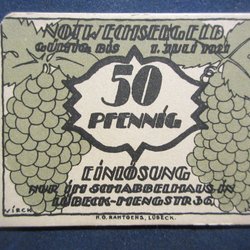 NOTWECHSELGELD
GÜLTIG BIS 1. JULI 1921
50
PFENNIG
EINLÖSUNG
NUR IM SCHABBELHAUS IN
LÜBECK-MENGSTR 36
H.G. RAHTGENS, LÜBECK.